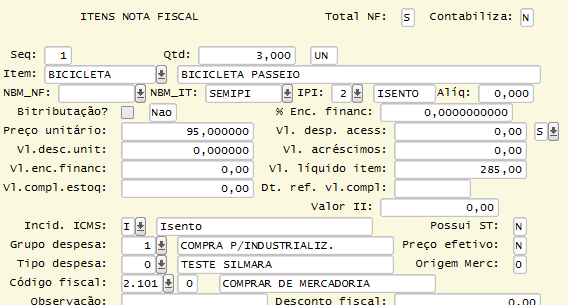 ITENS NOTA FISCAL Total NF: S Contabiliza: N
Seq: 1 Qtd: 3,000 UN
Item: BICICLETA BICICLETA PASSEIO
NBM_NF: NBM_IT: SEMIPI IPI: 2 ISENTO Alíq: 0,000
Bitributação? Nao % Enc. financ: 0,0000000000
Preço unitário: 95,000000 Vl. desp. acess: 0,00 S
Vl.desc.unit: 0,000000 Vl. acréscimos: 0,00
Vl.enc.financ: 0,00 Vl. líquido item: 285,00
Vl.compl.estoq: 0,00 Dt. ref. vl.compl:
Valor II: 0,00
Incid. ICMS: I Isento Possui ST: N
Grupo despesa: 1 COMPRA P/INDUSTRIALIZ. Preço efetivo: N
Tipo despesa: 0 TESTE SILMARA Origem Merc: 0
Código fiscal: 2.101 0 COMPRAR DE MERCADORIA
Observação: Desconto fiscal: 0,00